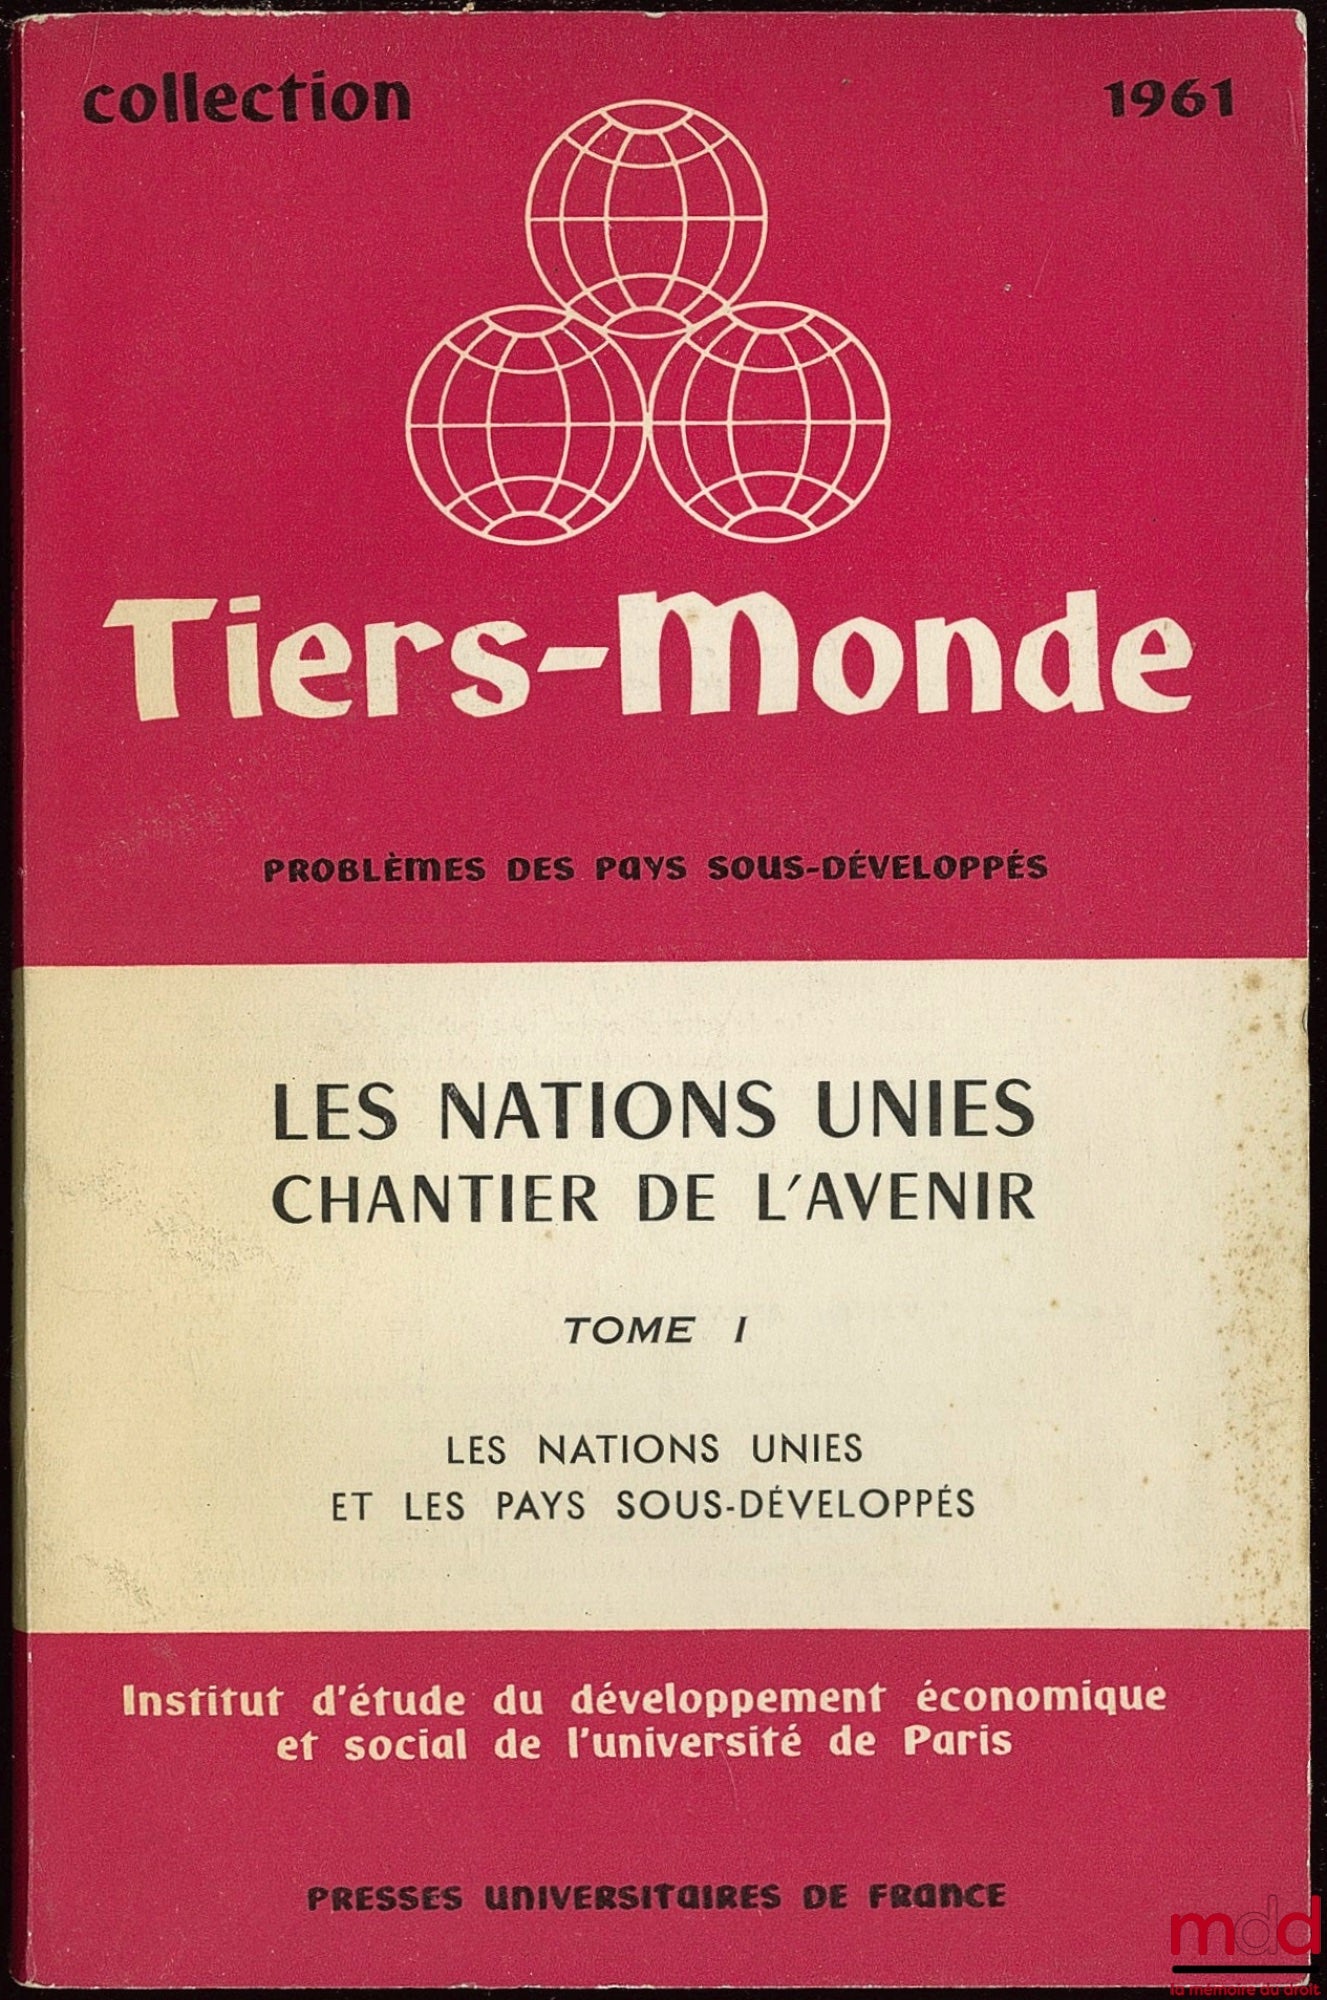 collection 1961
Tiers-Monde
PROBLÈMES DES PAYS SOUS-DÉVELOPPÉS
LES NATIONS UNIES
CHANTIER DE L'AVENIR
TOME I
LES NATIONS UNIES
ET LES PAYS SOUS-DÉVELOPPÉS
Institut d'étude du développement économique
et social de l'université de Paris
PRESSES UNIVERSITAIRES DE FRANCE
mdd
la mémoire du droit